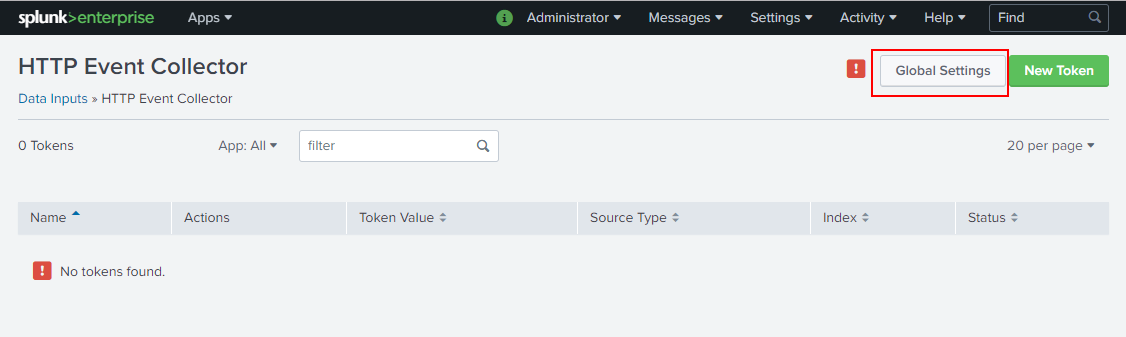 splunk>enterprise Apps Administrator Messages Settings Activity Help Find
HTTP Event Collector
Global Settings New Token
Data Inputs » HTTP Event Collector
0 Tokens App: All filter 20 per page
Name Actions Token Value Source Type Index Status
No tokens found.